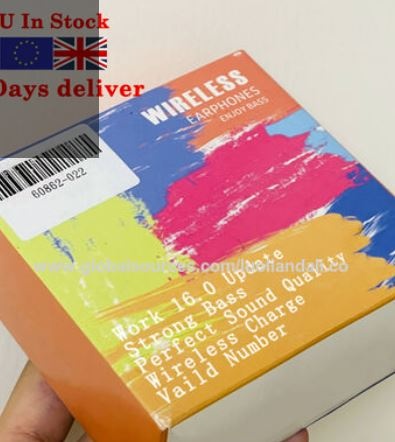 U In Stock
Days deliver
WIRELESS
EARPHONES
ENJOY BASS
60862-022
Work 16.0 Update
Strong Bass
Perfect Sound Quality
Wireless Charge
Vaild Number